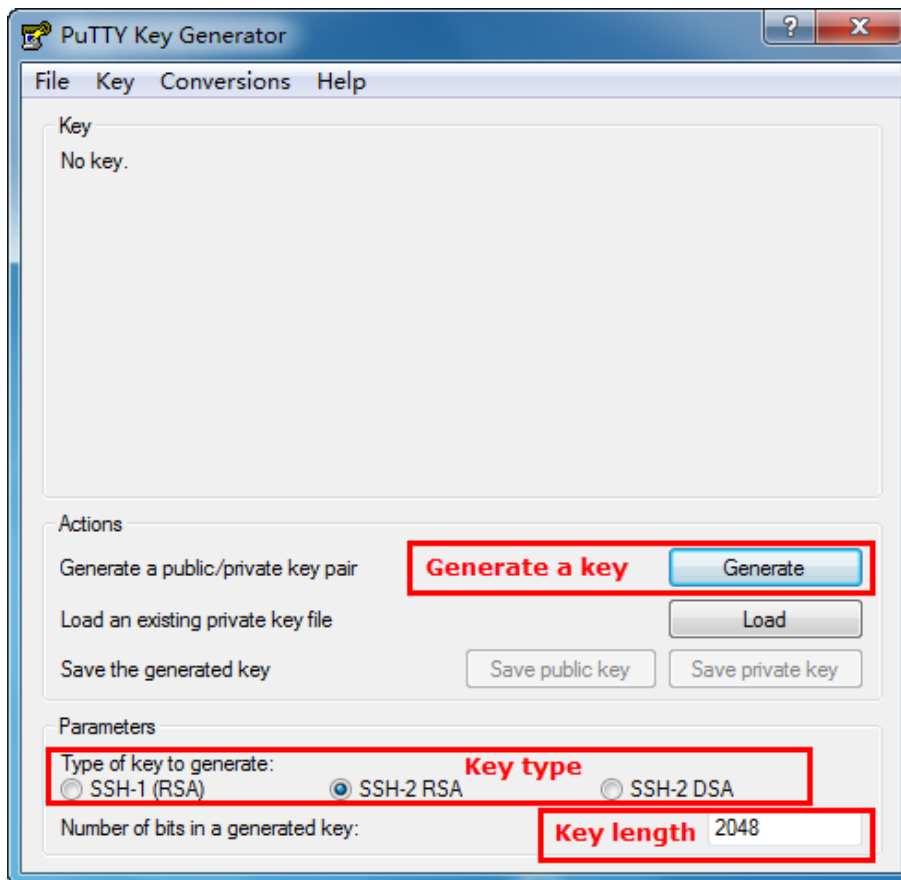 PuTTY Key Generator
?
X
File Key Conversions Help
Key
No key.
Actions
Generate a public/private key pair Generate a key Generate
Load an existing private key file Load
Save the generated key Save public key Save private key
Parameters
Type of key to generate: Key type
SSH-1 (RSA) SSH-2 RSA SSH-2 DSA
Number of bits in a generated key: Key length 2048